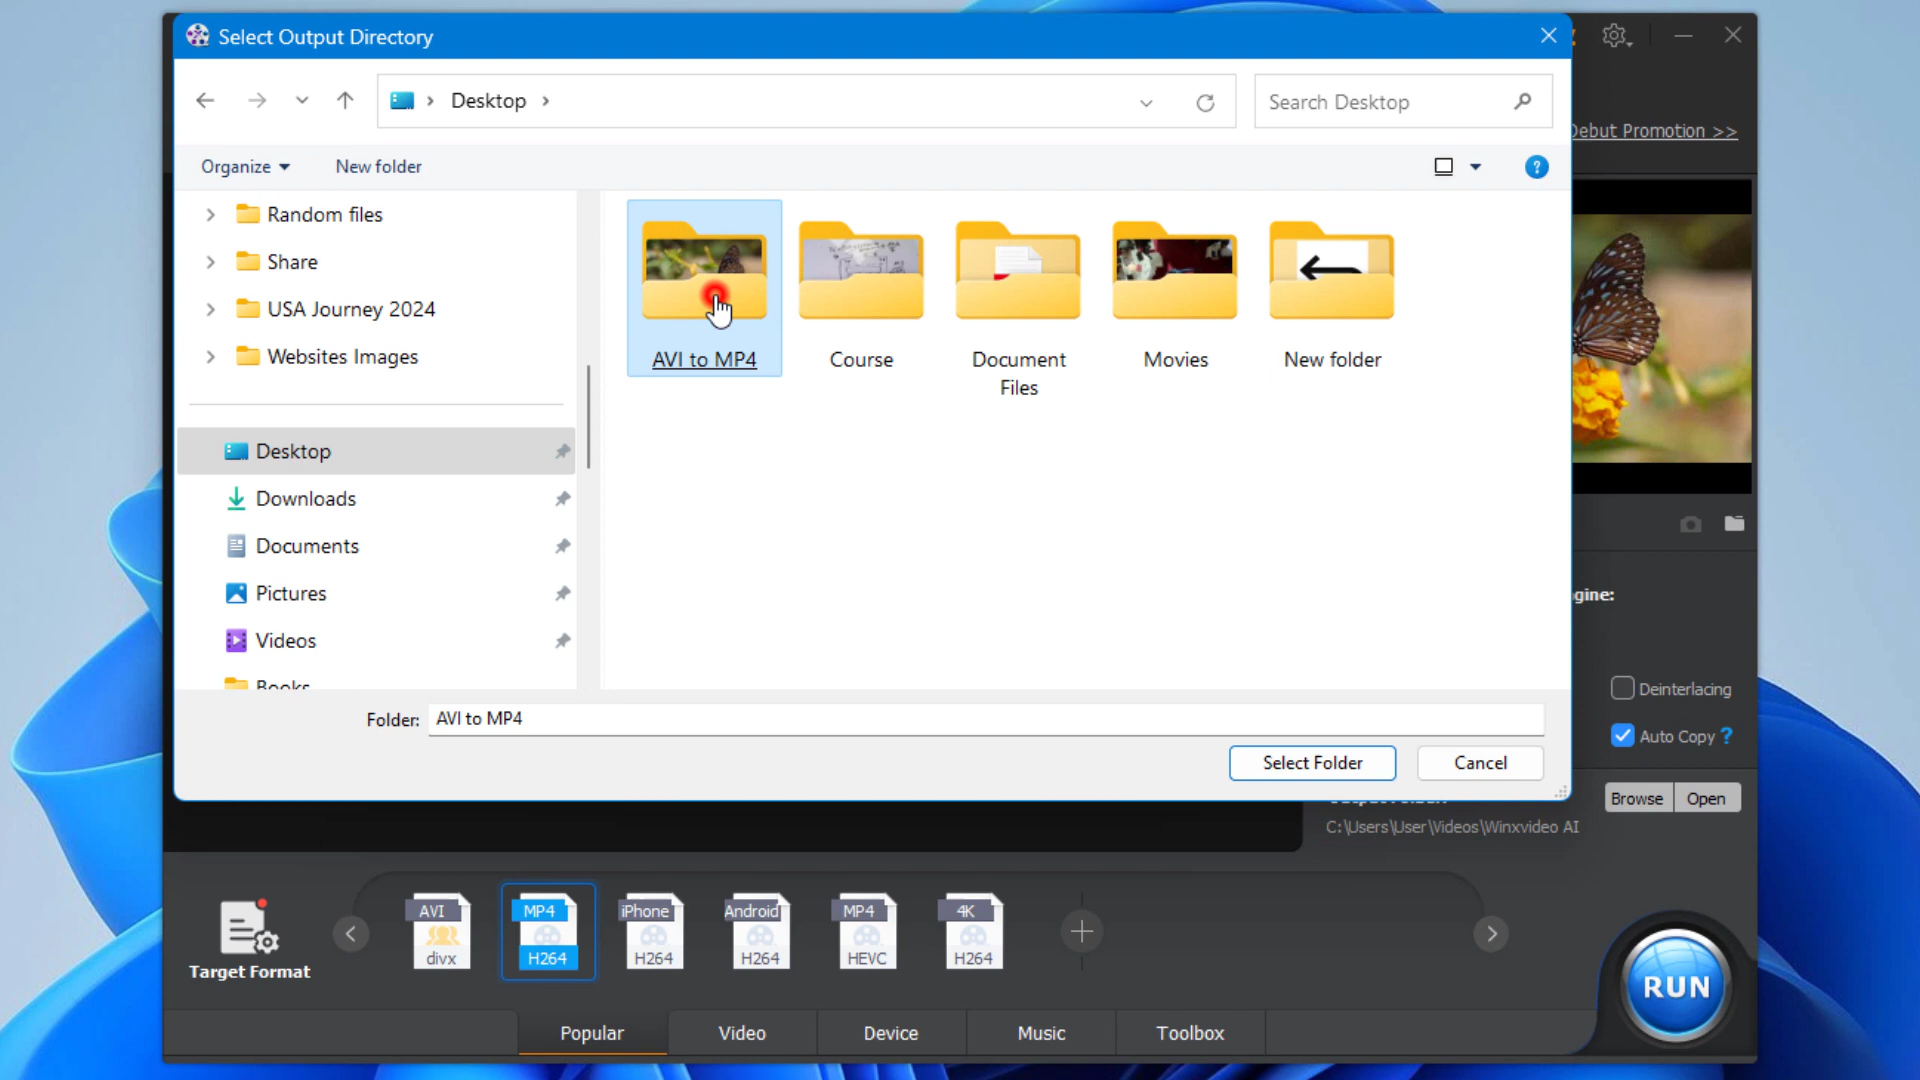 Select Output Directory
Desktop
Search Desktop
Debut Promotion >>
Organize
New folder
Random files
Share
USA Journey 2024
Websites Images
Desktop
Downloads
Documents
Pictures
Videos
Books
AVI to MP4
Course
Document
Files
Movies
New folder
gine:
Deinterlacing
Auto Copy ?
Folder: AVI to MP4
Select Folder
Cancel
Browse
Open
C:\Users\User\Videos\Winxvideo AI
Target Format
AVI
divx
MP4
H264
iPhone
H264
Android
H264
MP4
HEVC
4K
H264
RUN
Popular
Video
Device
Music
Toolbox